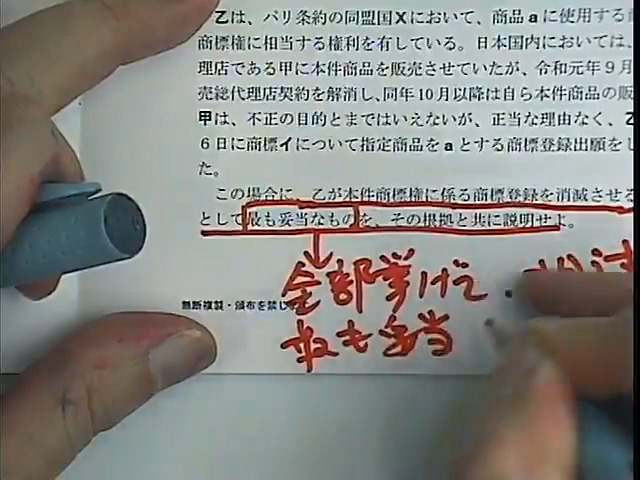 乙は、パリ条約の同盟国Xにおいて、商品aに使用する
商標権に相当する権利を有している。日本国内においては、
理店である甲に本件商品を販売させていたが、令和元年9月
売総代理店契約を解消し、同年10月以降は自ら本件商品の販
甲は、不正の目的とまではいえないが、正当な理由なく、乙
6日に商標イについて指定商品をaとする商標登録出願をし
た。
この場合に、乙が本件商標権に係る商標登録を消滅させる
として最も妥当なものを、その根拠と共に説明せよ。
全部挙げて
無断複製・頒布を禁じ
最も妥当